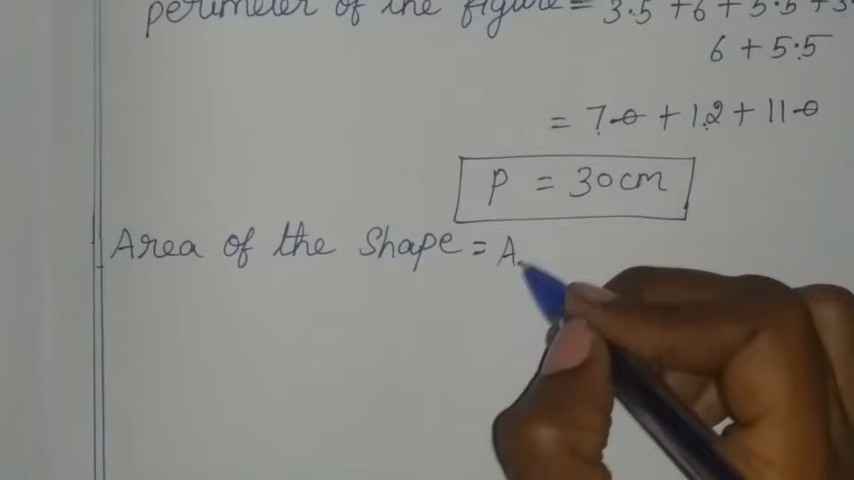 perimeter of the figure = 3.5 + 6 + 5.5 + 3.
6 + 5.5
= 7.0 + 12 + 11.0
P = 30cm
Area of the shape = A